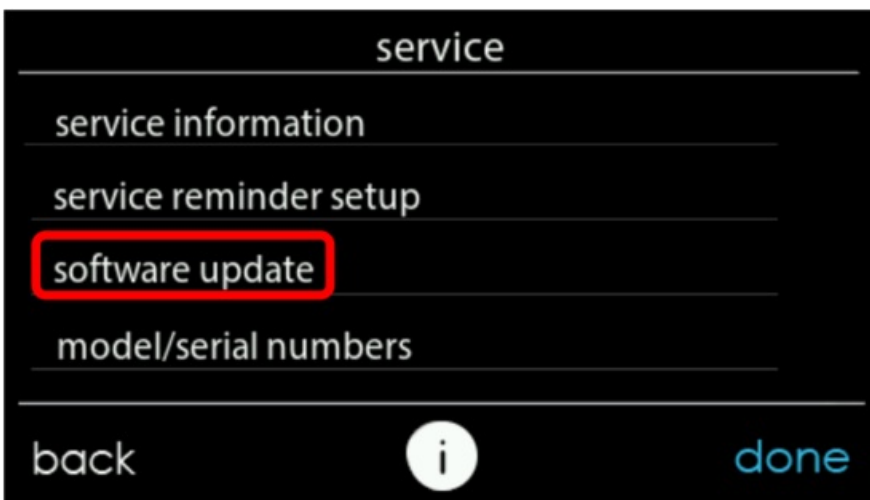 service
service information
service reminder setup
software update
model/serial numbers
back i done